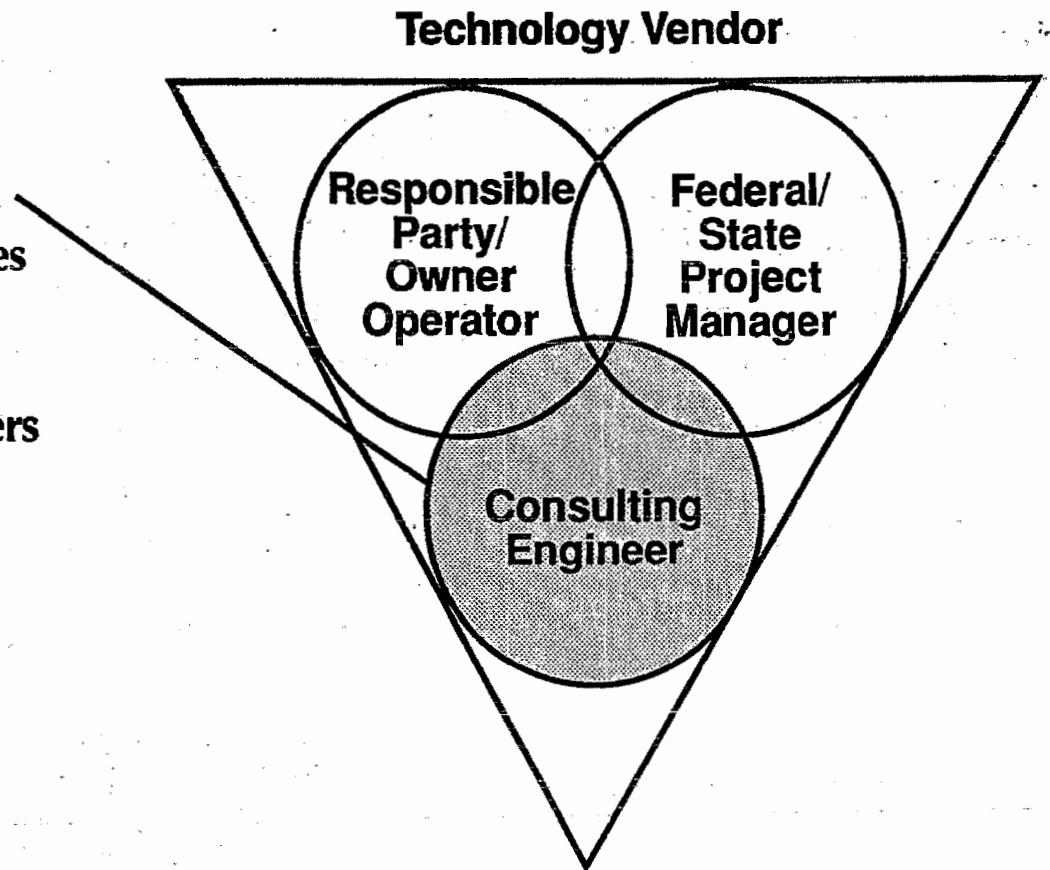 Technology Vendor
Responsible
Party/
Owner
Operator
Federal/
State
Project
Manager
Consulting
Engineer